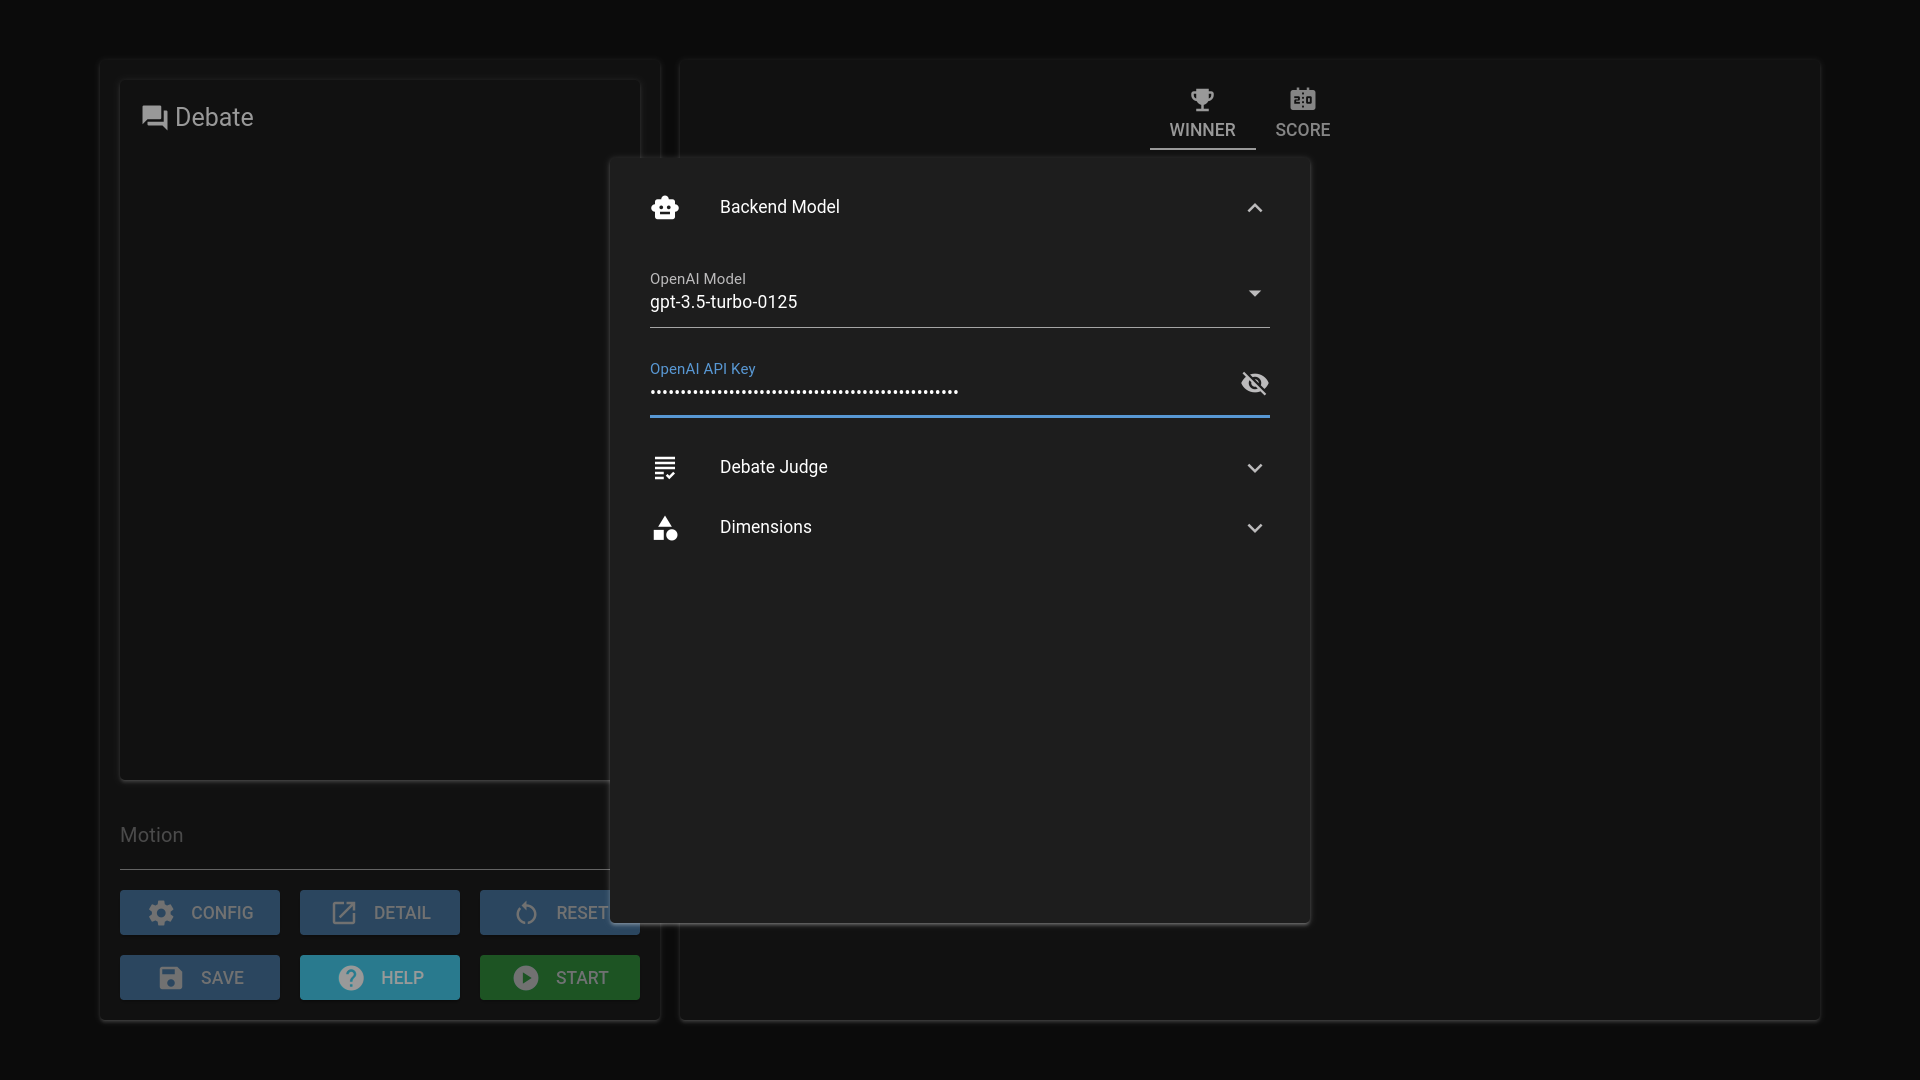 Debate
WINNER
SCORE
Backend Model
OpenAI Model
gpt-3.5-turbo-0125
OpenAI API Key
Debate Judge
Dimensions
Motion
CONFIG
DETAIL
RESET
SAVE
HELP
START